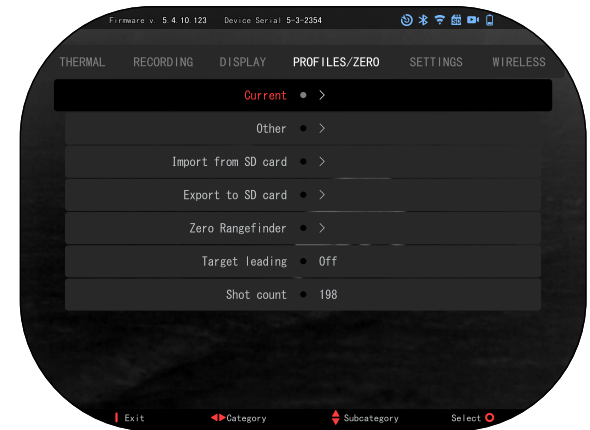 Firmware v. 5.4.10.123 Device Serial 5-3-2354
THERMAL RECORDING DISPLAY PROFILES/ZERO SETTINGS WIRELESS
Current >
Other >
Import from SD card >
Export to SD card >
Zero Rangefinder >
Target leading Off
Shot count 198
Exit Category Subcategory Select